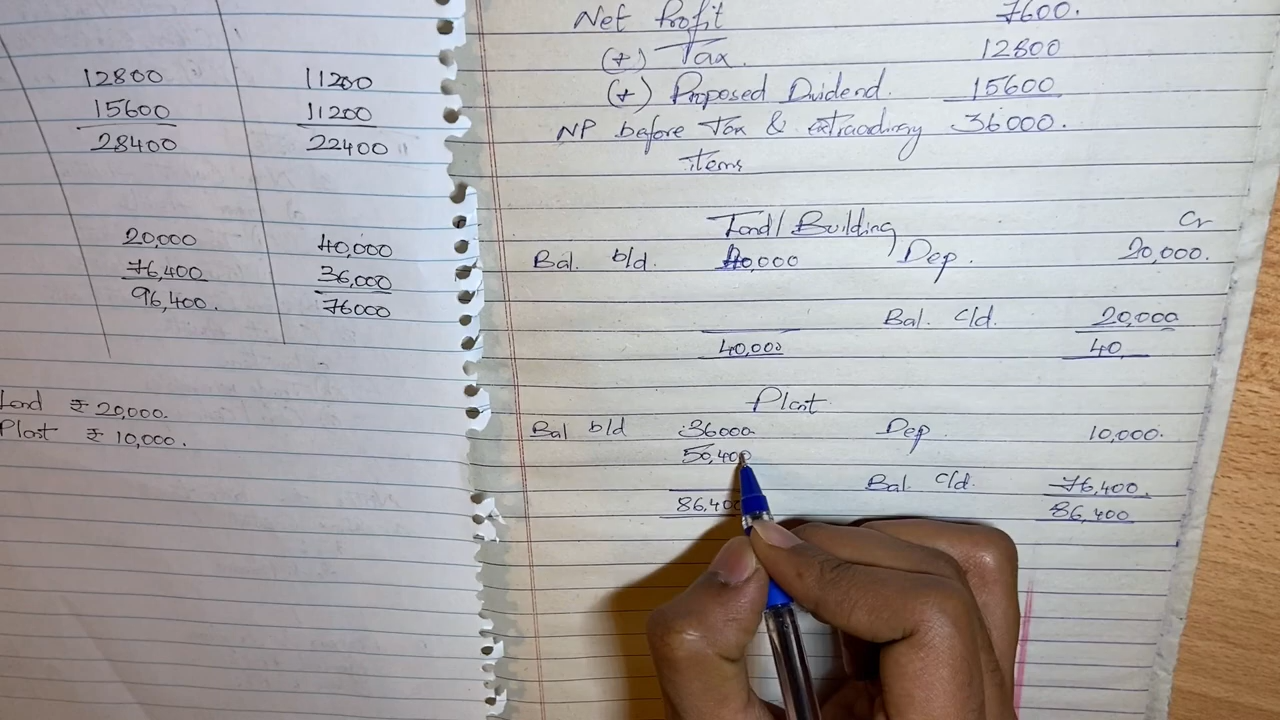 12800 11200
15600 11200
28400 22400
20,000 40,000
76,400 36,000
96,400. 76000
Land ₹ 20,000.
Plant ₹ 10,000.
Net Profit 7600.
(+) Tax. 12800
(+) Proposed Dividend. 15600
NP before Tax & extraordinary 36000.
items
Land/Building Cr
Bal. b/d. 40,000 Dep. 20,000.
Bal. c/d. 20,000
40,000 40
Plant
Bal b/d 36000 Dep. 10,000.
50,400
Bal. c/d. 76,400.
86,400 86,400